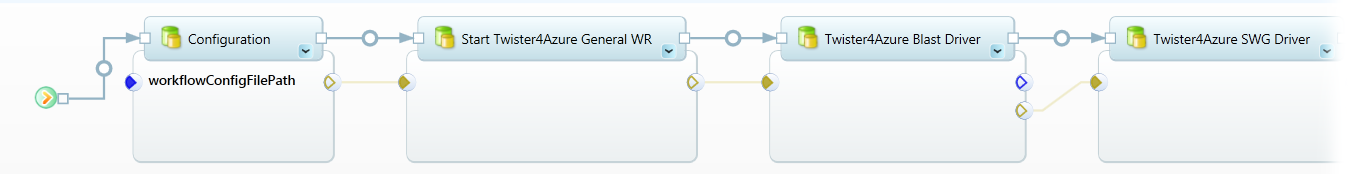 Configuration
Start Twister4Azure General WR
Twister4Azure Blast Driver
Twister4Azure SWG Driver
workflowConfigFilePath